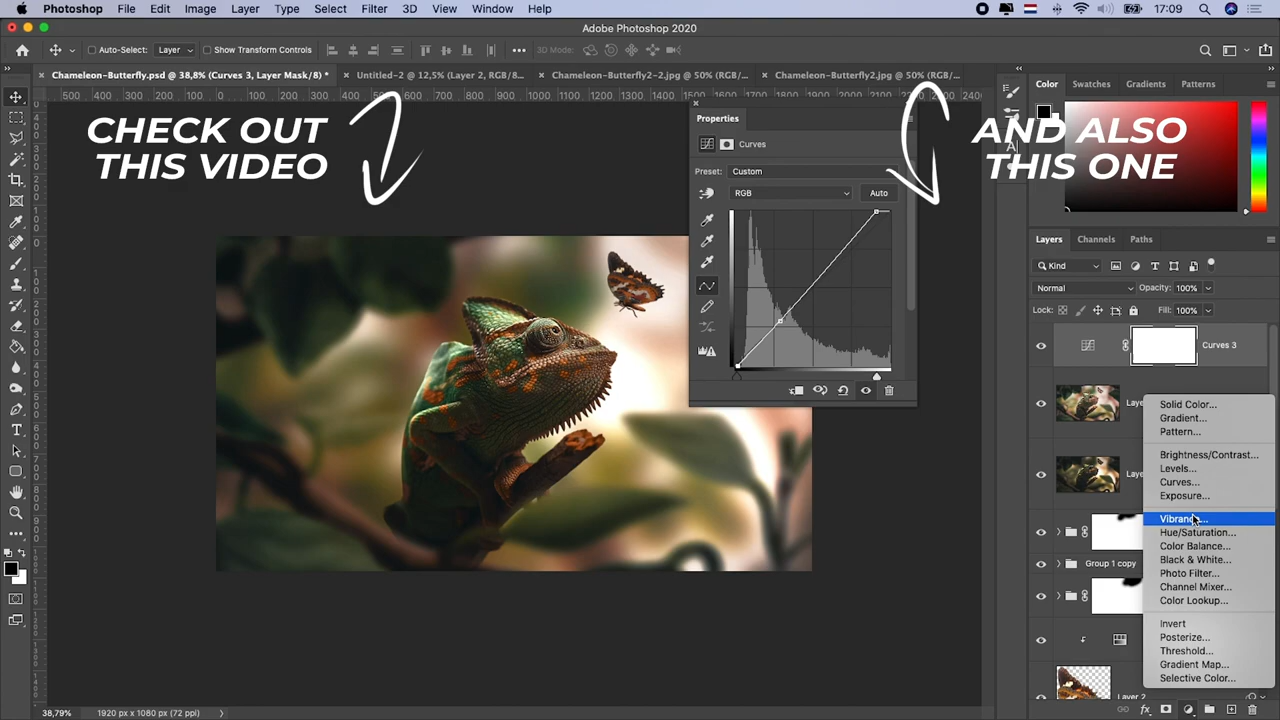 Photoshop File Edit Image Layer Type Select Filter 3D View Window Help 17:09
Adobe Photoshop 2020
Auto-Select: Layer Show Transform Controls 3D Mode:
Chameleon-Butterfly.psd @ 38,8% (Curves 3, Layer Mask/8) * Untitled-2 @ 12,5% (Layer 2, RGB/8... Chameleon-Butterfly2-2.jpg @ 50% (RGB/... Chameleon-Butterfly2.jpg @ 50% (RGB/...
CHECK OUT
THIS VIDEO
AND ALSO
THIS ONE
Properties
Curves
Preset: Custom
RGB Auto
Color Swatches Gradients Patterns
Layers Channels Paths
Kind
Normal Opacity: 100%
Lock: Fill: 100%
Curves 3
Solid Color...
Gradient...
Pattern...
Brightness/Contrast...
Levels...
Curves...
Exposure...
Hue/Saturation...
Color Balance...
Black & White...
Photo Filter...
Channel Mixer...
Color Lookup...
Invert
Posterize...
Threshold...
Gradient Map...
Selective Color...
Group 1 copy
Layer 2
38,79% 1920 px x 1080 px (72 ppi)